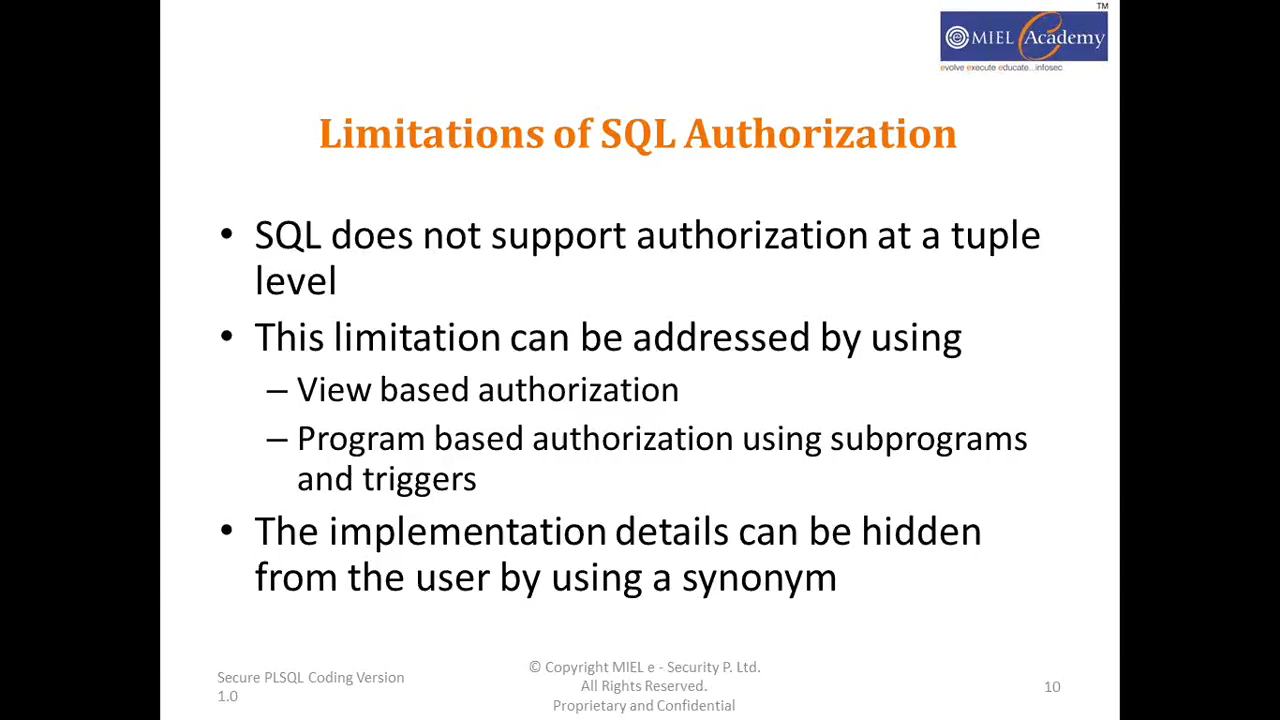 TM
MIEL Academy
evolve execute educate...infosec
Limitations of SQL Authorization
• SQL does not support authorization at a tuple
level
• This limitation can be addressed by using
– View based authorization
– Program based authorization using subprograms
and triggers
• The implementation details can be hidden
from the user by using a synonym
Secure PLSQL Coding Version
1.0
© Copyright MIEL e - Security P. Ltd.
All Rights Reserved.
Proprietary and Confidential
10